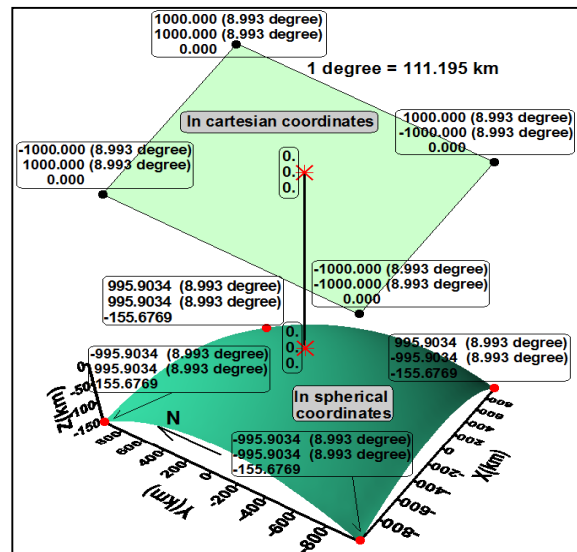 1000.000 (8.993 degree)
1000.000 (8.993 degree)
0.000
1 degree = 111.195 km
In cartesian coordinates
1000.000 (8.993 degree)
-1000.000 (8.993 degree)
0.000
-1000.000 (8.993 degree)
1000.000 (8.993 degree)
0.000
0.
0.
0.
-1000.000 (8.993 degree)
-1000.000 (8.993 degree)
0.000
995.9034 (8.993 degree)
995.9034 (8.993 degree)
-155.6769
0.
0.
0.
995.9034 (8.993 degree)
-995.9034 (8.993 degree)
-155.6769
-995.9034 (8.993 degree)
995.9034 (8.993 degree)
-155.6769
In spherical
coordinates
N
-995.9034 (8.993 degree)
-995.9034 (8.993 degree)
-155.6769
0
-50
-100
-150
Z(km)
800
600
400
200
0
-200
-400
-600
-800
Y(km)
800
600
400
200
0
-200
-400
-600
-800
X(km)